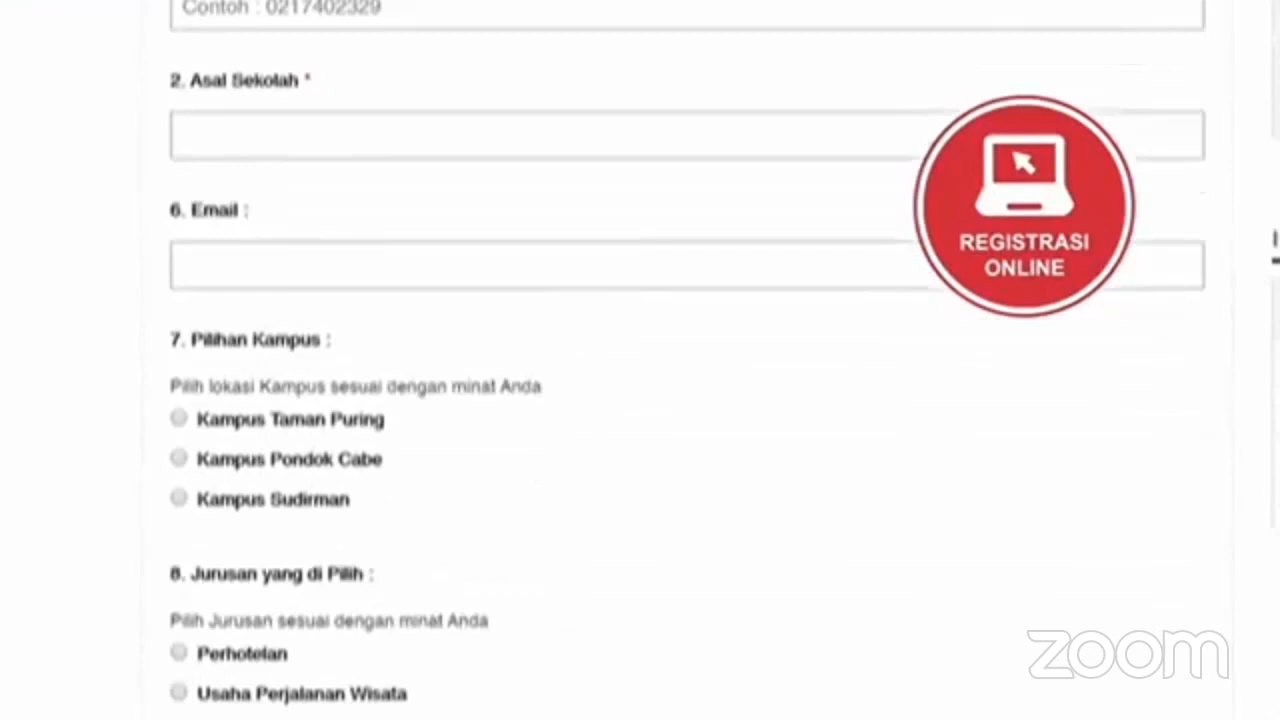 Contoh : 0217402329
2. Asal Sekolah *
6. Email :
REGISTRASI
ONLINE
7. Pilihan Kampus :
Pilih lokasi Kampus sesuai dengan minat Anda
Kampus Taman Puring
Kampus Pondok Cabe
Kampus Sudirman
8. Jurusan yang di Pilih :
Pilih Jurusan sesuai dengan minat Anda
Perhotelan
Usaha Perjalanan Wisata
zoom